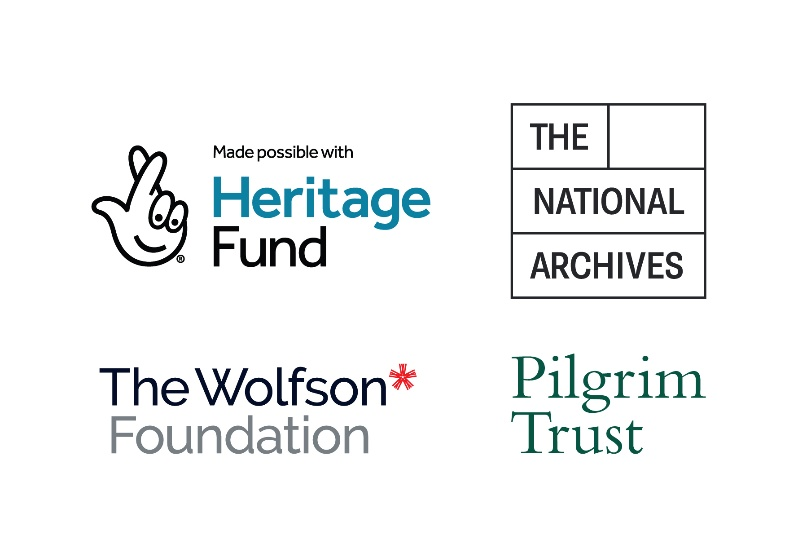 Made possible with
Heritage
Fund
®
THE
NATIONAL
ARCHIVES
The Wolfson*
Foundation
Pilgrim
Trust